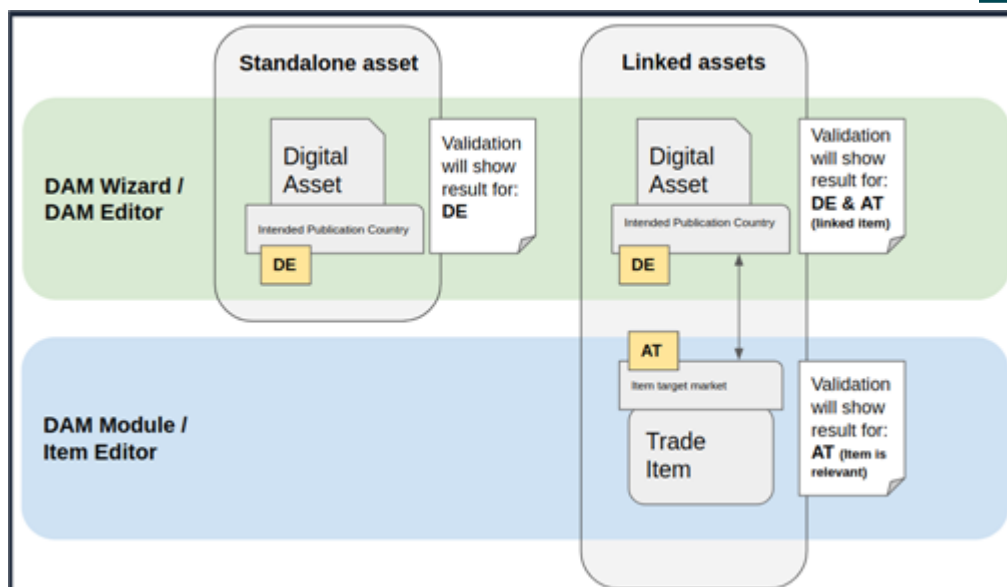 Standalone asset
Linked assets
DAM Wizard /
DAM Editor
Digital
Asset
Intended Publication Country
DE
Validation
will show
result for:
DE
Digital
Asset
Intended Publication Country
DE
Validation
will show
result for:
DE & AT
(linked item)
DAM Module /
Item Editor
AT
Item target market
Trade
Item
Validation
will show
result for:
AT (Item is
relevant)